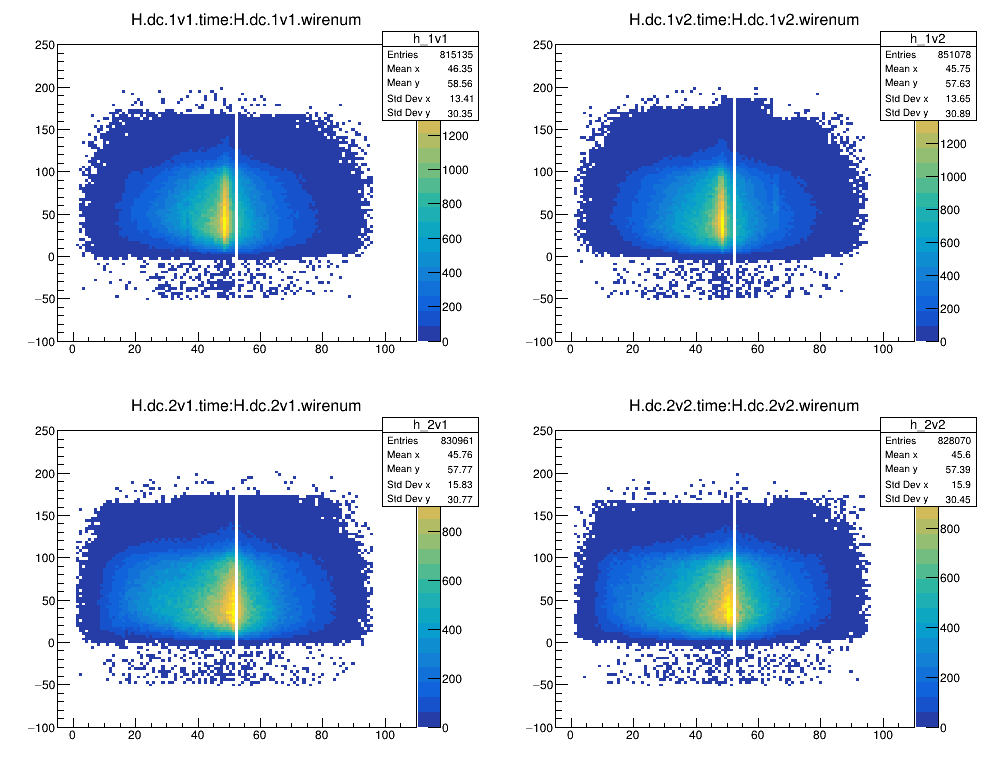 H.dc.1v1.time:H.dc.1v1.wirenum
h_1v1
Entries 815135
Mean x 46.35
Mean y 58.56
Std Dev x 13.41
Std Dev y 30.35
250
200
150
100
50
0
−50
−100
0 20 40 60 80 100
1200
1000
800
600
400
200
0
H.dc.1v2.time:H.dc.1v2.wirenum
h_1v2
Entries 851078
Mean x 45.75
Mean y 57.63
Std Dev x 13.65
Std Dev y 30.89
250
200
150
100
50
0
−50
−100
0 20 40 60 80 100
1200
1000
800
600
400
200
0
H.dc.2v1.time:H.dc.2v1.wirenum
h_2v1
Entries 830961
Mean x 45.76
Mean y 57.77
Std Dev x 15.83
Std Dev y 30.77
250
200
150
100
50
0
−50
−100
0 20 40 60 80 100
800
600
400
200
0
H.dc.2v2.time:H.dc.2v2.wirenum
h_2v2
Entries 828070
Mean x 45.6
Mean y 57.39
Std Dev x 15.9
Std Dev y 30.45
250
200
150
100
50
0
−50
−100
0 20 40 60 80 100
800
600
400
200
0